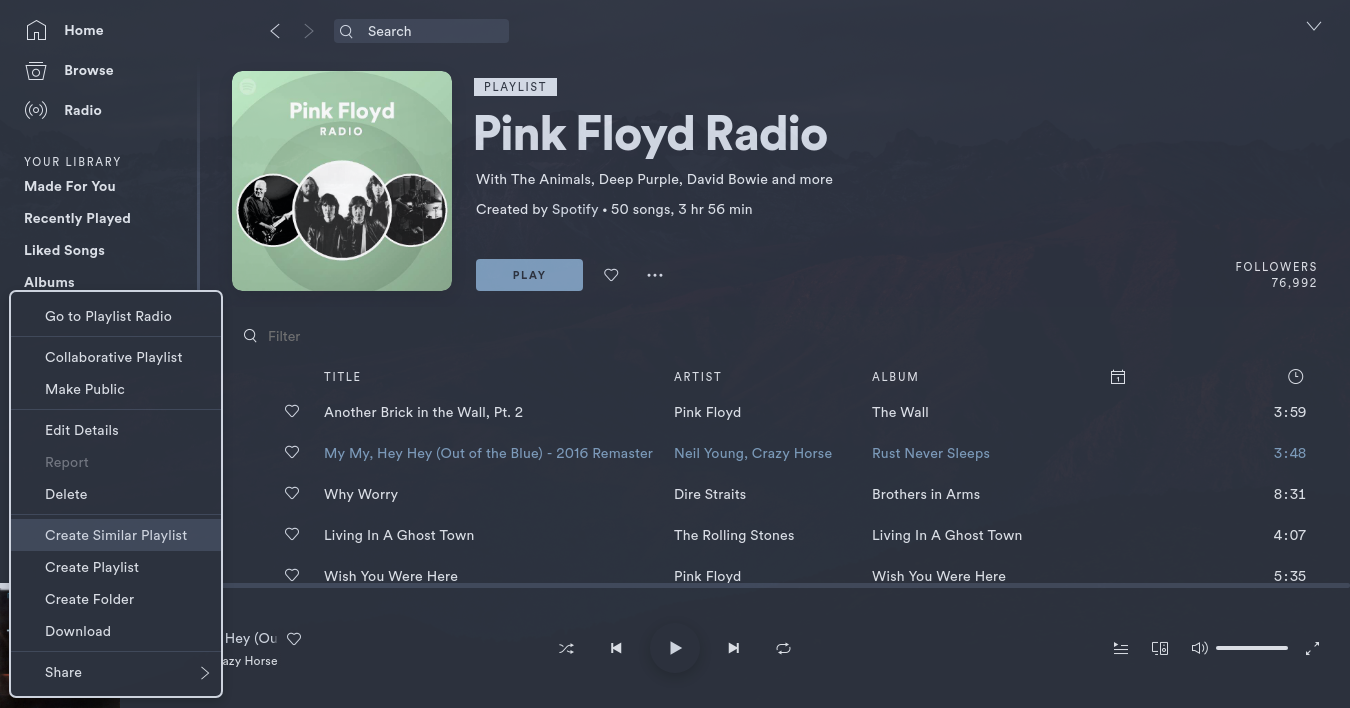 Home
Browse
Radio
YOUR LIBRARY
Made For You
Recently Played
Liked Songs
Albums
Go to Playlist Radio
Collaborative Playlist
Make Public
Edit Details
Report
Delete
Create Similar Playlist
Create Playlist
Create Folder
Download
Share
Search
Pink Floyd
RADIO
PLAYLIST
Pink Floyd Radio
With The Animals, Deep Purple, David Bowie and more
Created by Spotify • 50 songs, 3 hr 56 min
PLAY
FOLLOWERS
76,992
Filter
TITLE ARTIST ALBUM
Another Brick in the Wall, Pt. 2 Pink Floyd The Wall 3:59
My My, Hey Hey (Out of the Blue) - 2016 Remaster Neil Young, Crazy Horse Rust Never Sleeps 3:48
Why Worry Dire Straits Brothers in Arms 8:31
Living In A Ghost Town The Rolling Stones Living In A Ghost Town 4:07
Wish You Were Here Pink Floyd Wish You Were Here 5:35
Hey (Ou
azy Horse